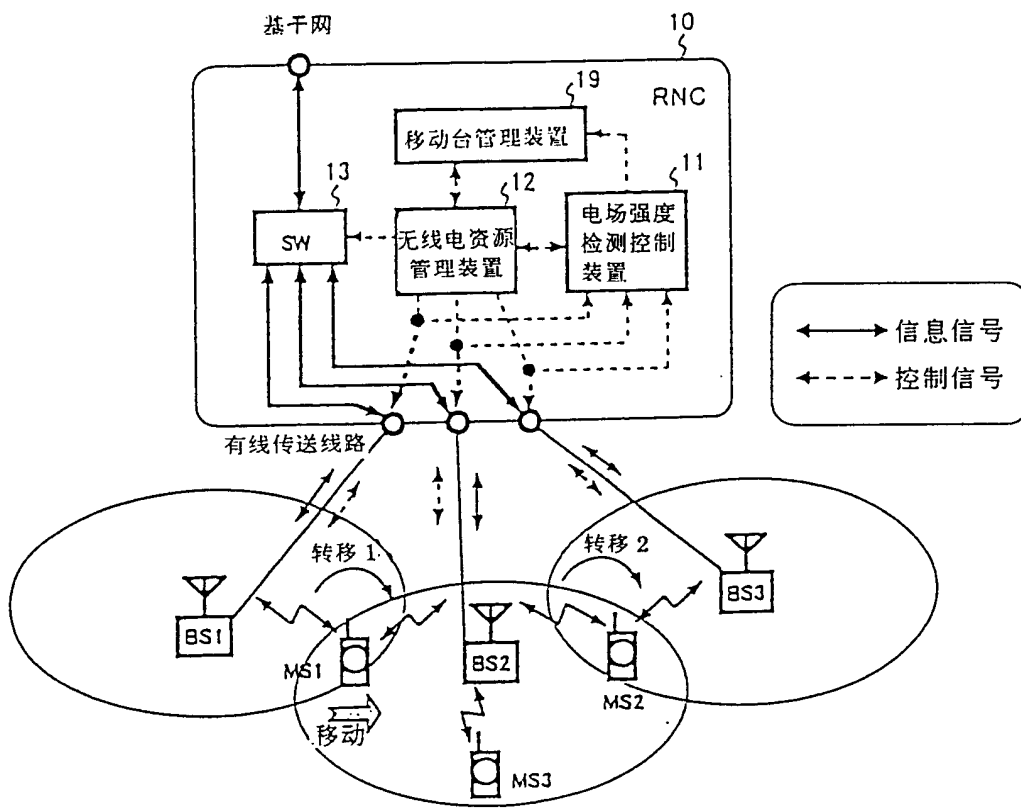 基干网
10
RNC
19
移动台管理装置
13
12
11
SW
无线电资源
管理装置
电场强度
检测控制
装置
信息信号
控制信号
有线传送线路
转移 1
转移 2
BS1
BS2
BS3
MS1
MS2
移动
MS3